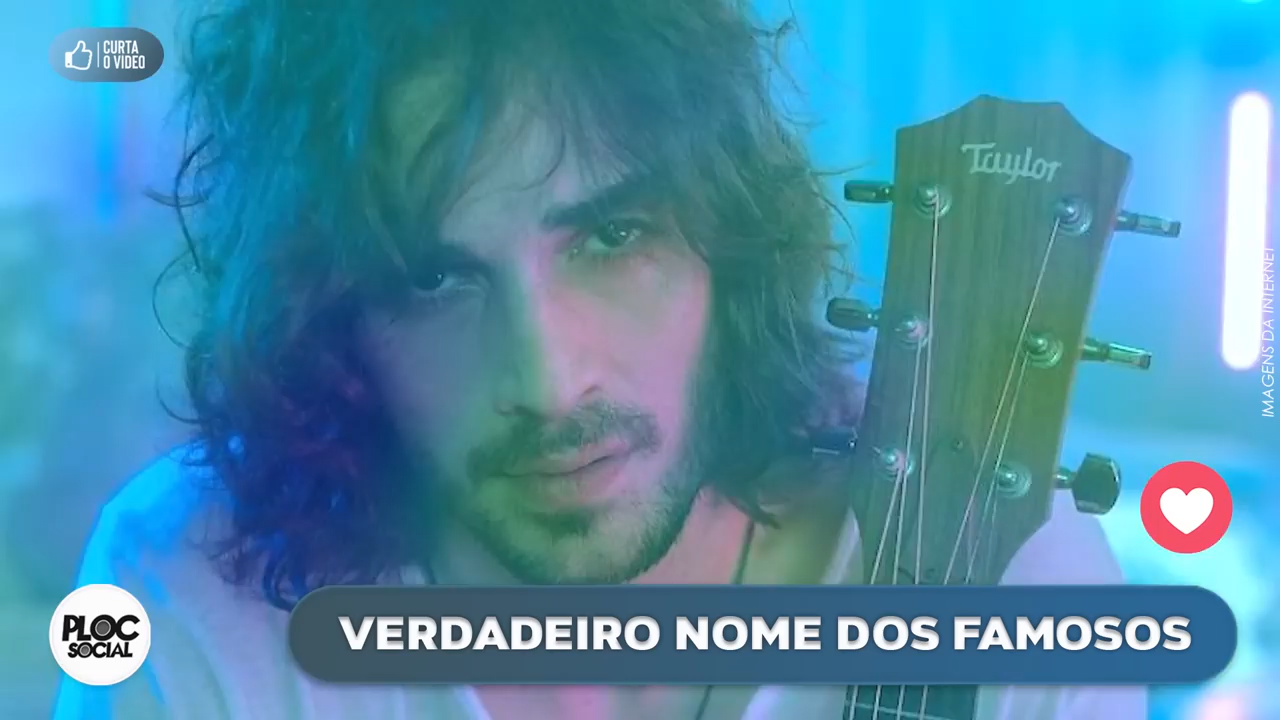 CURTA
O VIDEO
Taylor
IMAGENS DA INTERNET
PLOC
SOCIAL
VERDADEIRO NOME DOS FAMOSOS